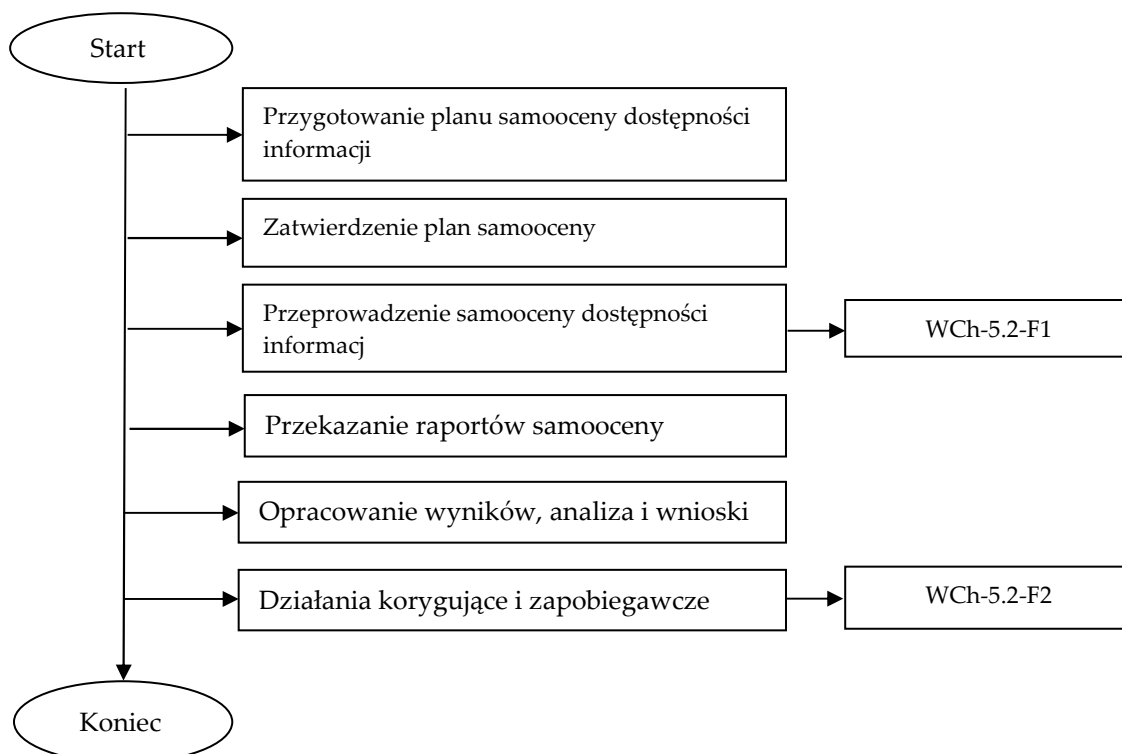 Start
Przygotowanie planu samooceny dostępności
informacji
Zatwierdzenie plan samooceny
Przeprowadzenie samooceny dostępności
informacj
WCh-5.2-F1
Przekazanie raportów samooceny
Opracowanie wyników, analiza i wnioski
Działania korygujące i zapobiegawcze
WCh-5.2-F2
Koniec